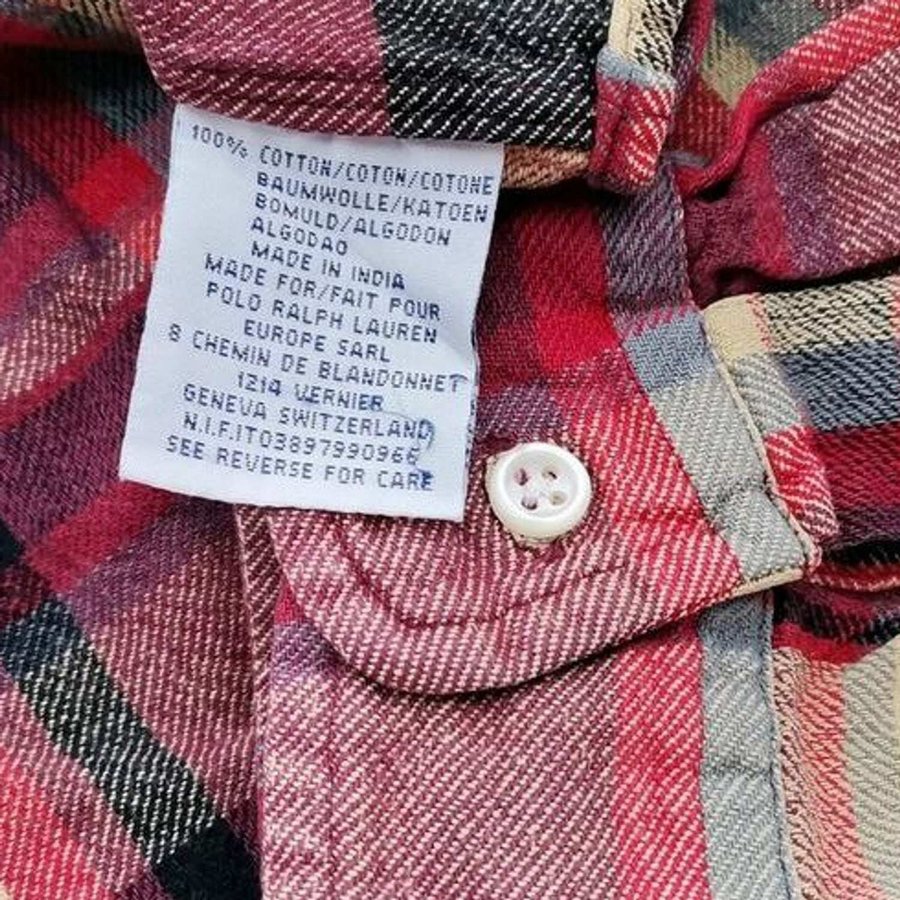 100% COTTON/COTON/COTONE
BAUMWOLLE/KATOEN
BOMULD/ALGODON
ALGODAO
MADE IN INDIA
MADE FOR/FAIT POUR
POLO RALPH LAUREN
EUROPE SARL
8 CHEMIN DE BLANDONNET
1214 VERNIER
GENEVA SWITZERLAND
N.I.F.IT03897990966
SEE REVERSE FOR CARE